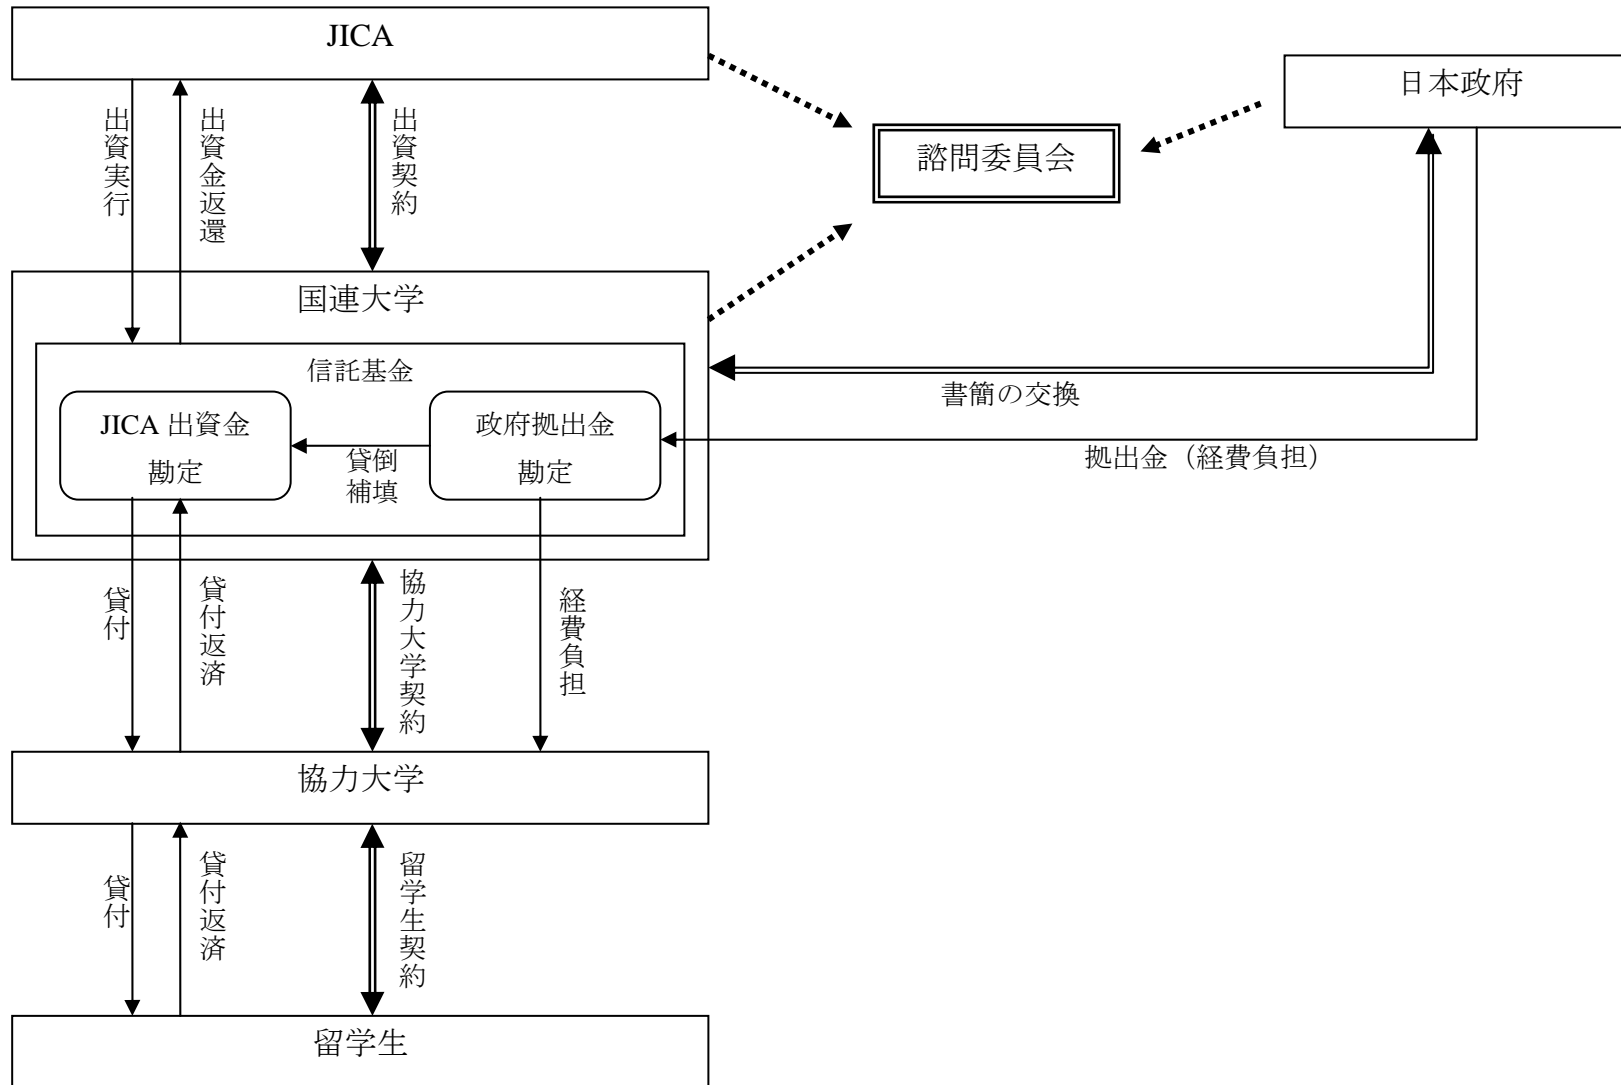 JICA
日本政府
出資実行
出資金返還
出資契約
諮問委員会
国連大学
信託基金
書簡の交換
JICA 出資金
勘定
貸倒
補填
政府拠出金
勘定
拠出金（経費負担）
貸付
貸付返済
協力大学契約
経費負担
協力大学
貸付
貸付返済
留学生契約
留学生